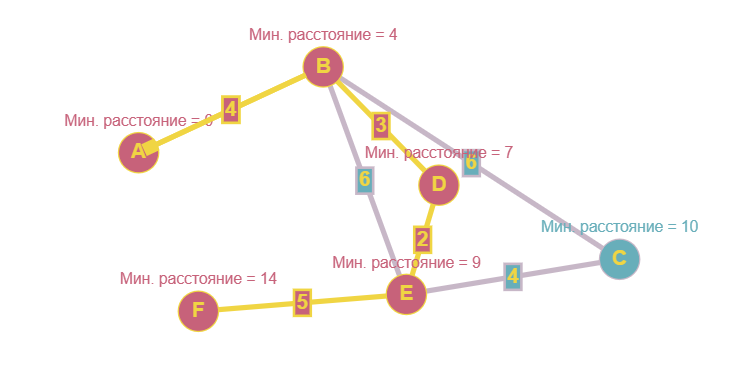 Мин. расстояние = 4
B
4
Мин. расстояние = 0
A
3
Мин. расстояние = 7
6
6
D
Мин. расстояние = 10
2
C
Мин. расстояние = 9
Мин. расстояние = 14
4
E
5
F